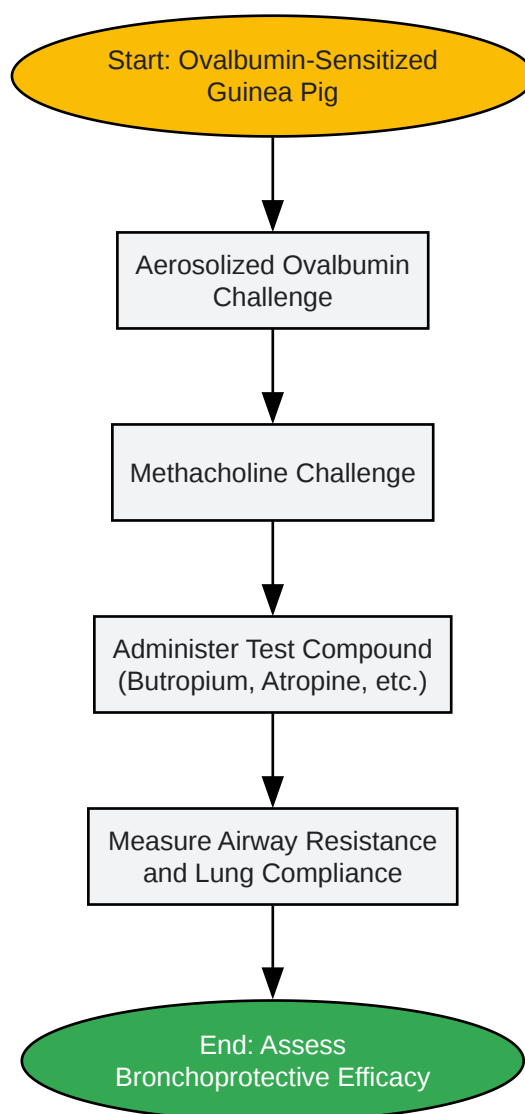 Start: Ovalbumin-Sensitized
Guinea Pig
Aerosolized Ovalbumin
Challenge
Methacholine Challenge
Administer Test Compound
(Butropium, Atropine, etc.)
Measure Airway Resistance
and Lung Compliance
End: Assess
Bronchoprotective Efficacy